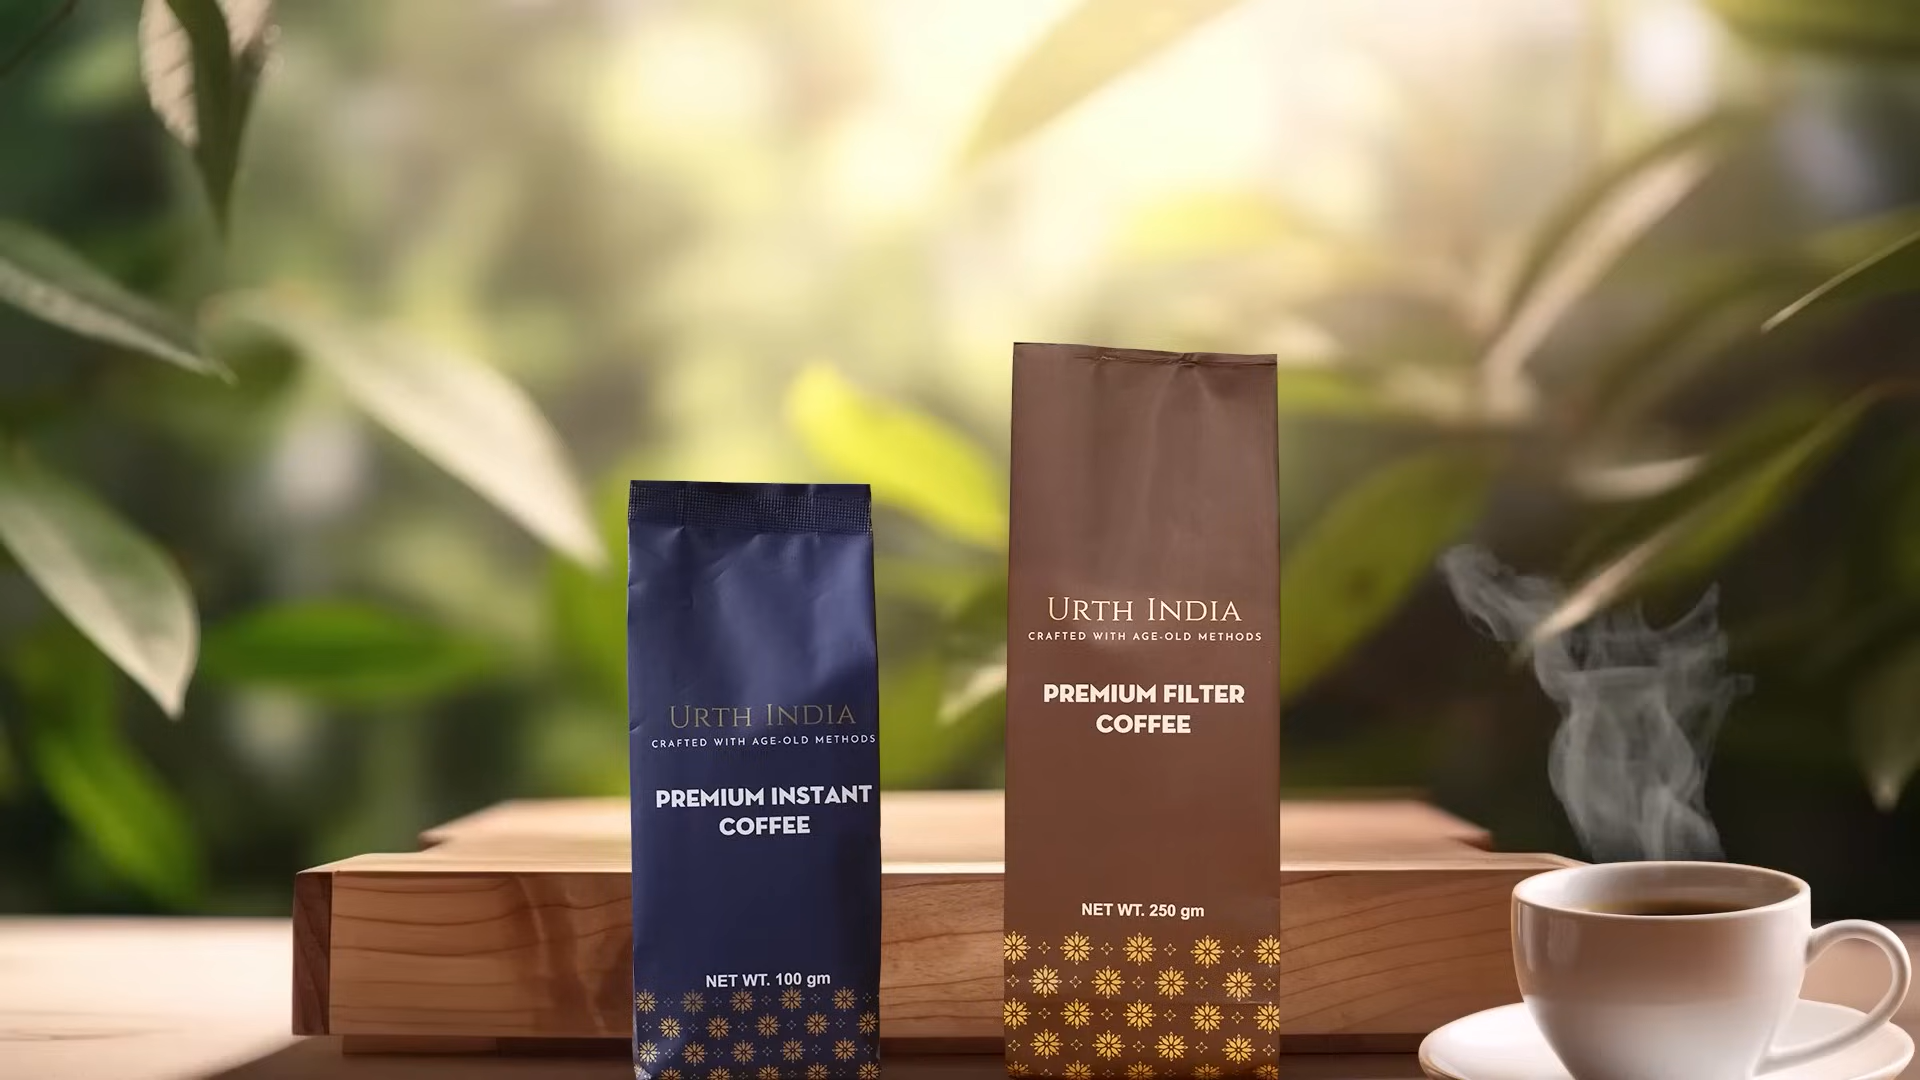 URTH INDIA
CRAFTED WITH AGE-OLD METHODS
PREMIUM INSTANT
COFFEE
NET WT. 100 gm
URTH INDIA
CRAFTED WITH AGE-OLD METHODS
PREMIUM FILTER
COFFEE
NET WT. 250 gm